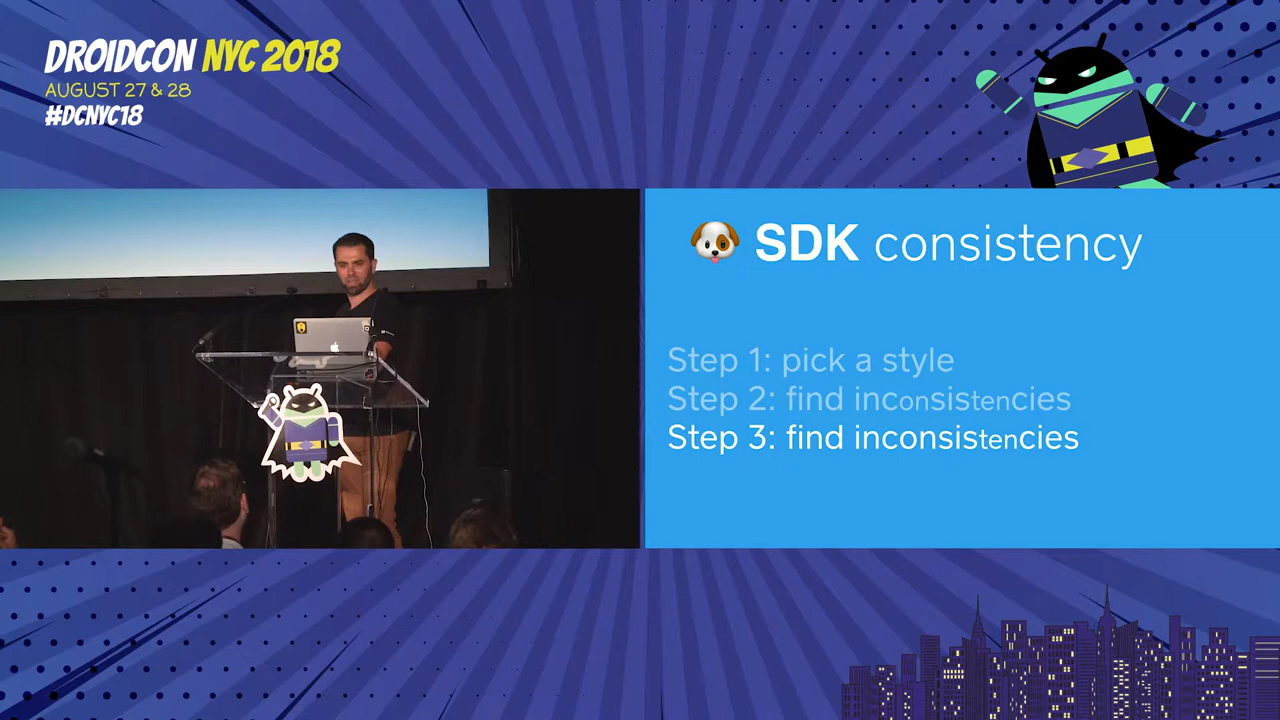 DROIDCON NYC 2018
AUGUST 27 & 28
#DCNYC18
SDK consistency
Step 1: pick a style
Step 2: find inconsistencies
Step 3: find inconsistencies